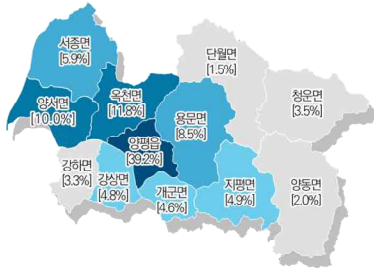 서종면
[5.9%]
단월면
[1.5%]
청운면
[3.5%]
양서면
[10.0%]
옥천면
[11.8%]
용문면
[8.5%]
양평읍
[39.2%]
강하면
[3.3%]
강상면
[4.8%]
개군면
[4.6%]
지평면
[4.9%]
양동면
[2.0%]